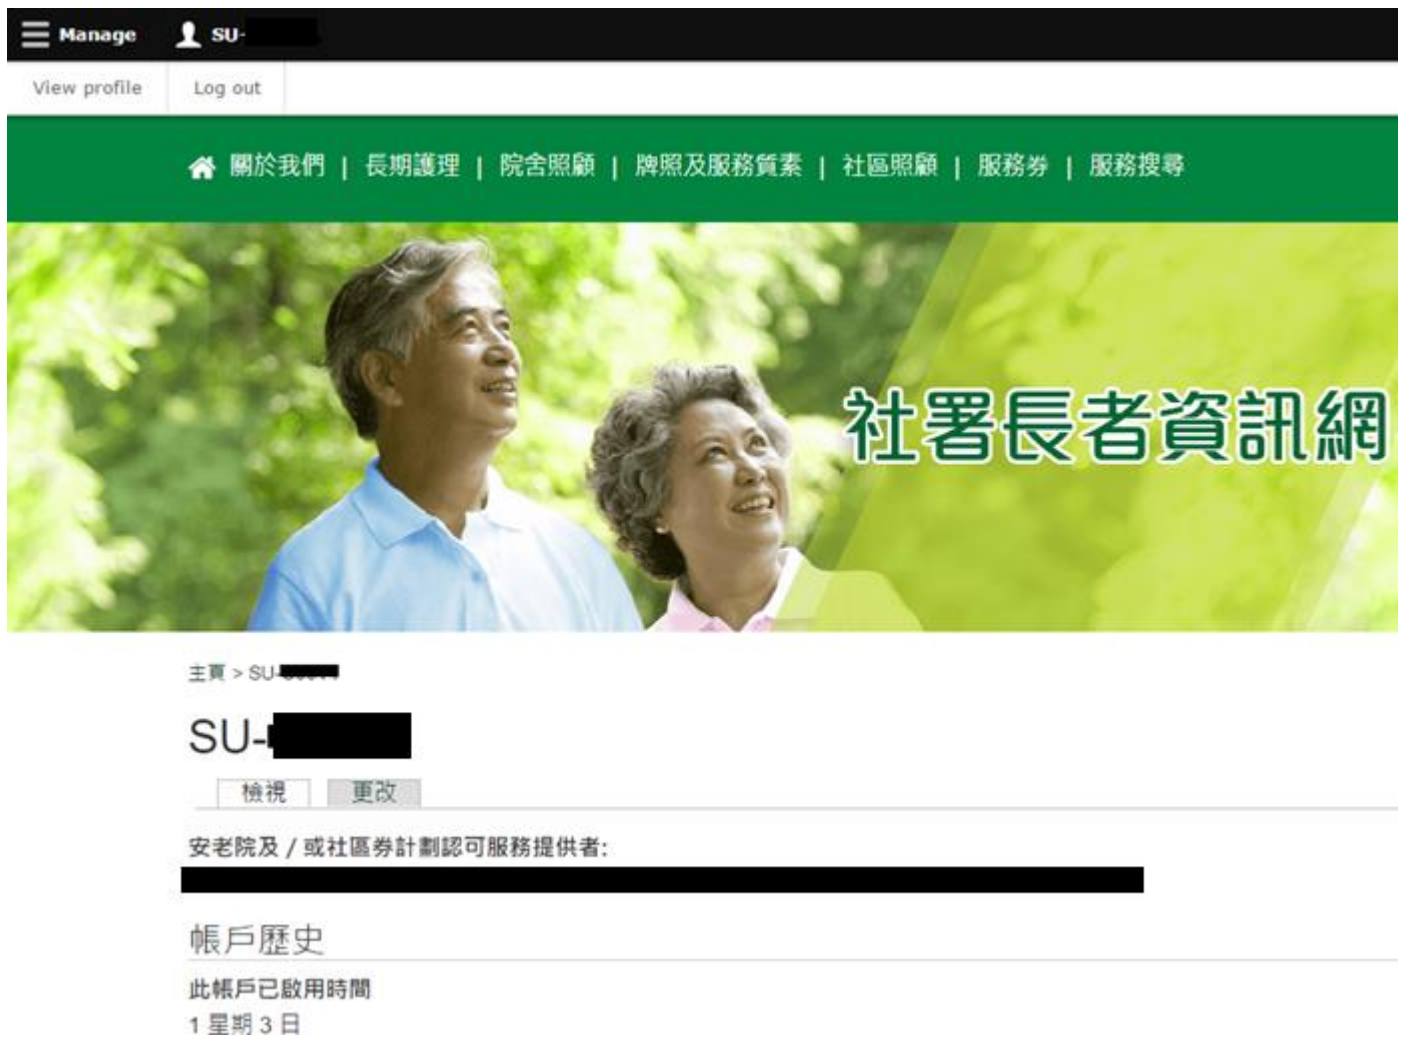 Manage SU-
View profile Log out
關於我們 | 長期護理 | 院舍照顧 | 牌照及服務質素 | 社區照顧 | 服務券 | 服務搜尋
社署長者資訊網
主頁 > SU-
SU-
檢視 更改
安老院及 / 或社區券計劃認可服務提供者:
帳戶歷史
此帳戶已啟用時間
1 星期 3 日